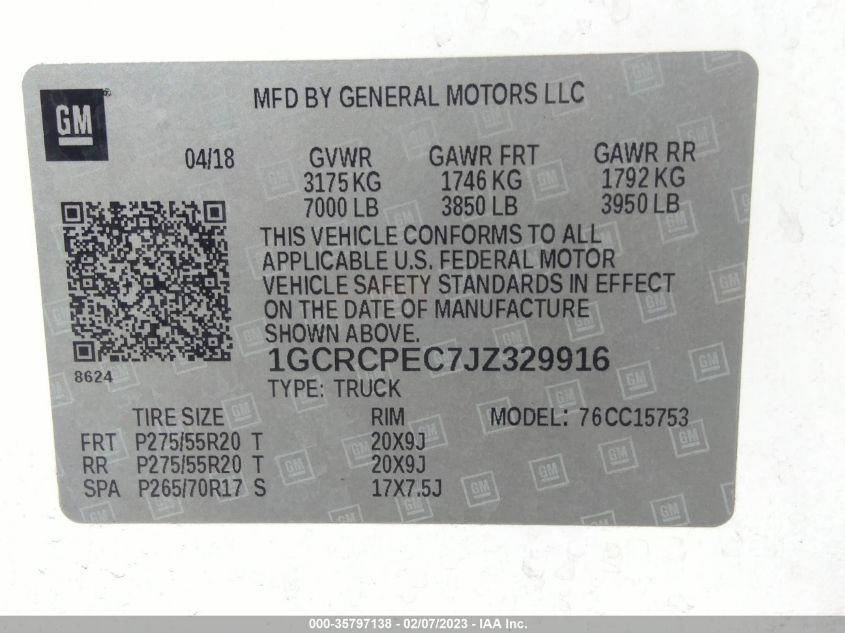 GM ®
MFD BY GENERAL MOTORS LLC
04/18 GVWR GAWR FRT GAWR RR
3175 KG 1746 KG 1792 KG
7000 LB 3850 LB 3950 LB
THIS VEHICLE CONFORMS TO ALL
APPLICABLE U.S. FEDERAL MOTOR
VEHICLE SAFETY STANDARDS IN EFFECT
ON THE DATE OF MANUFACTURE
SHOWN ABOVE.
8624
1GCRCPEC7JZ329916
TYPE: TRUCK
TIRE SIZE RIM MODEL: 76CC15753
FRT P275/55R20 T 20X9J
RR P275/55R20 T 20X9J
SPA P265/70R17 S 17X7.5J
000-35797138 - 02/07/2023 - IAA Inc.